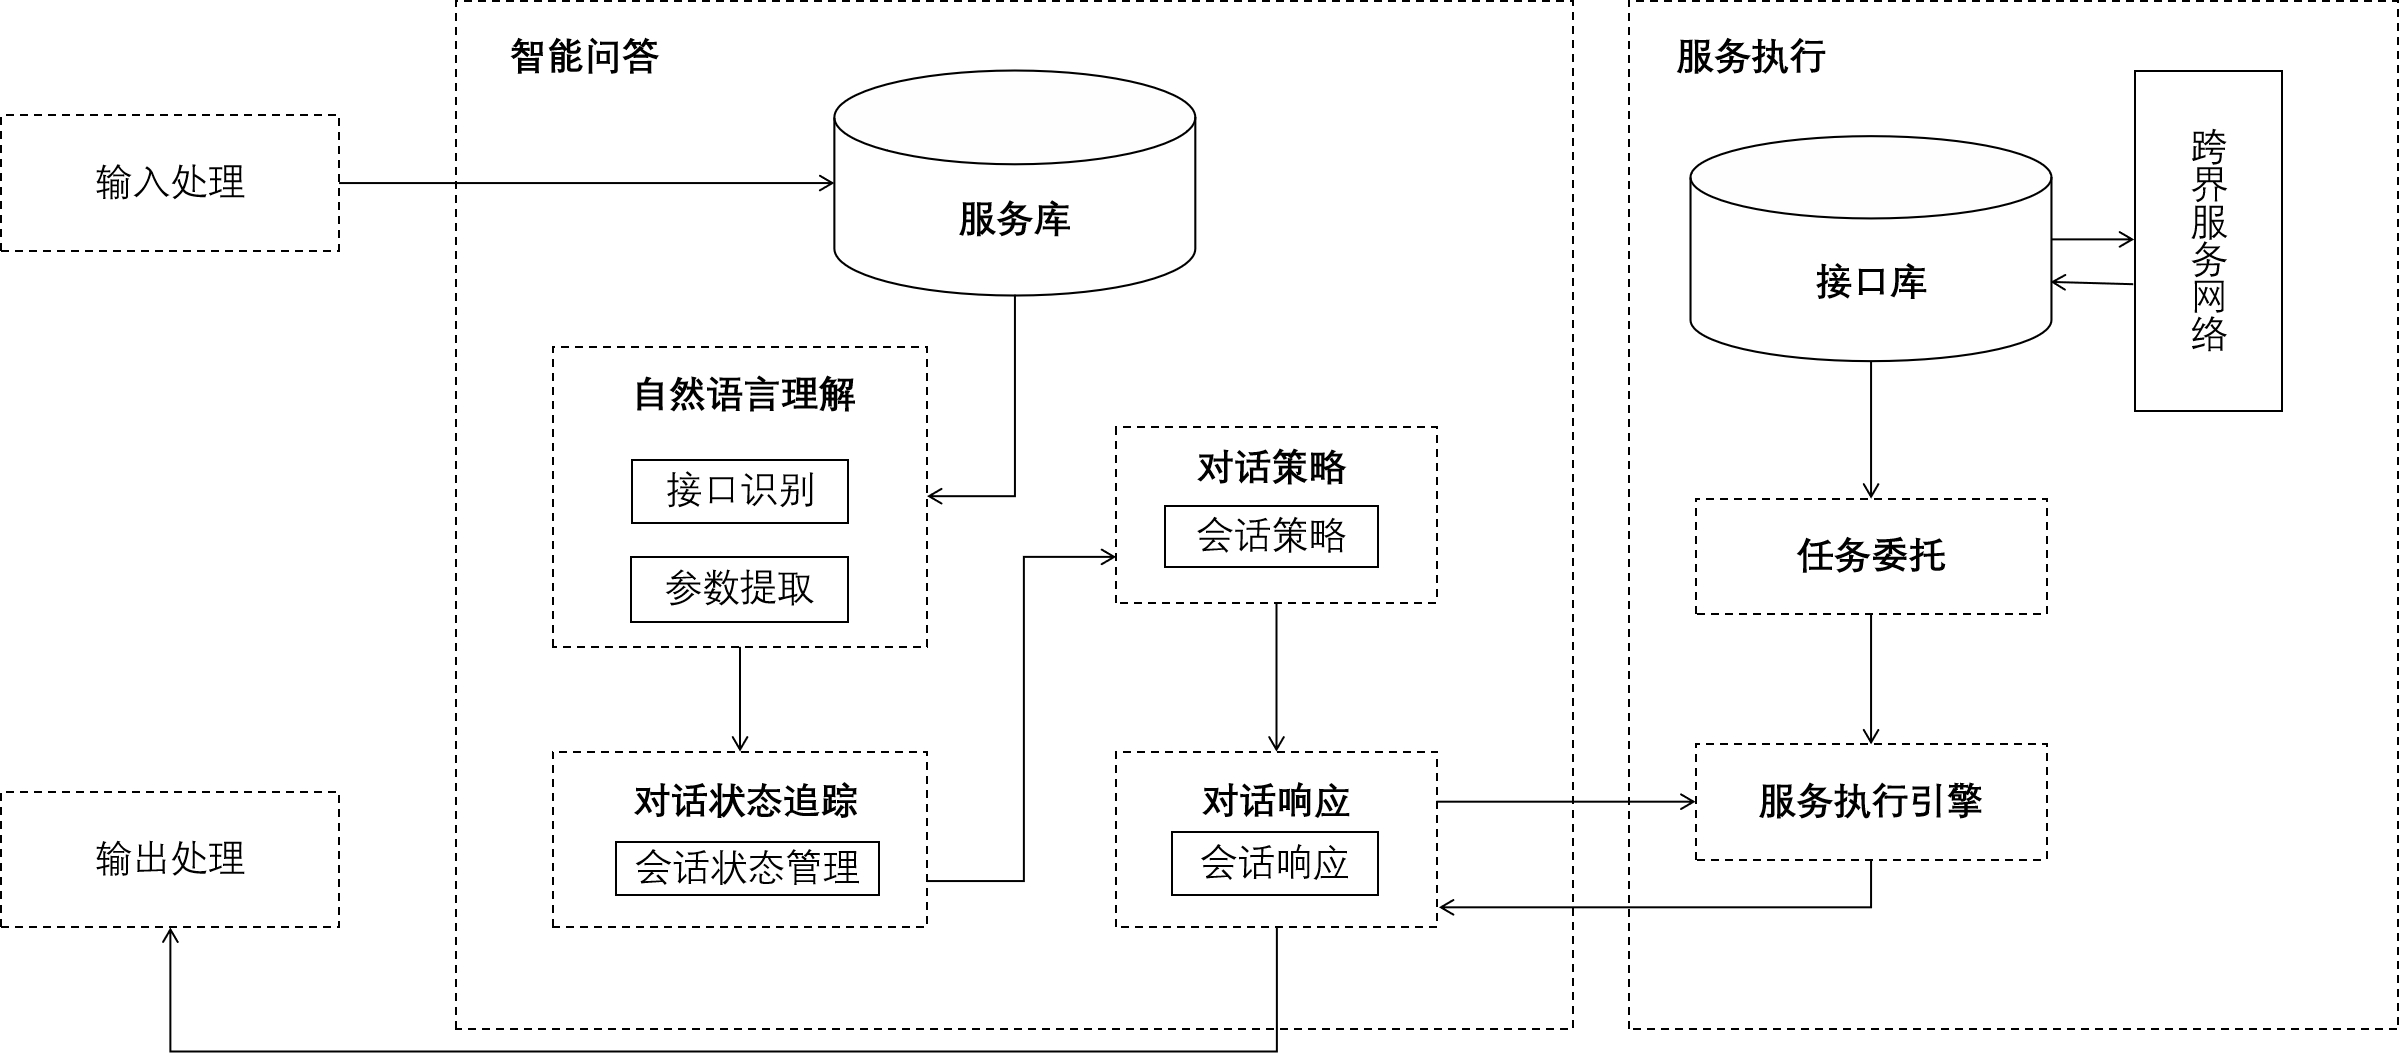 智能问答
服务执行
输入处理
服务库
接口库
跨界服务网络
自然语言理解
接口识别
参数提取
对话策略
会话策略
任务委托
对话状态追踪
会话状态管理
对话响应
会话响应
服务执行引擎
输出处理